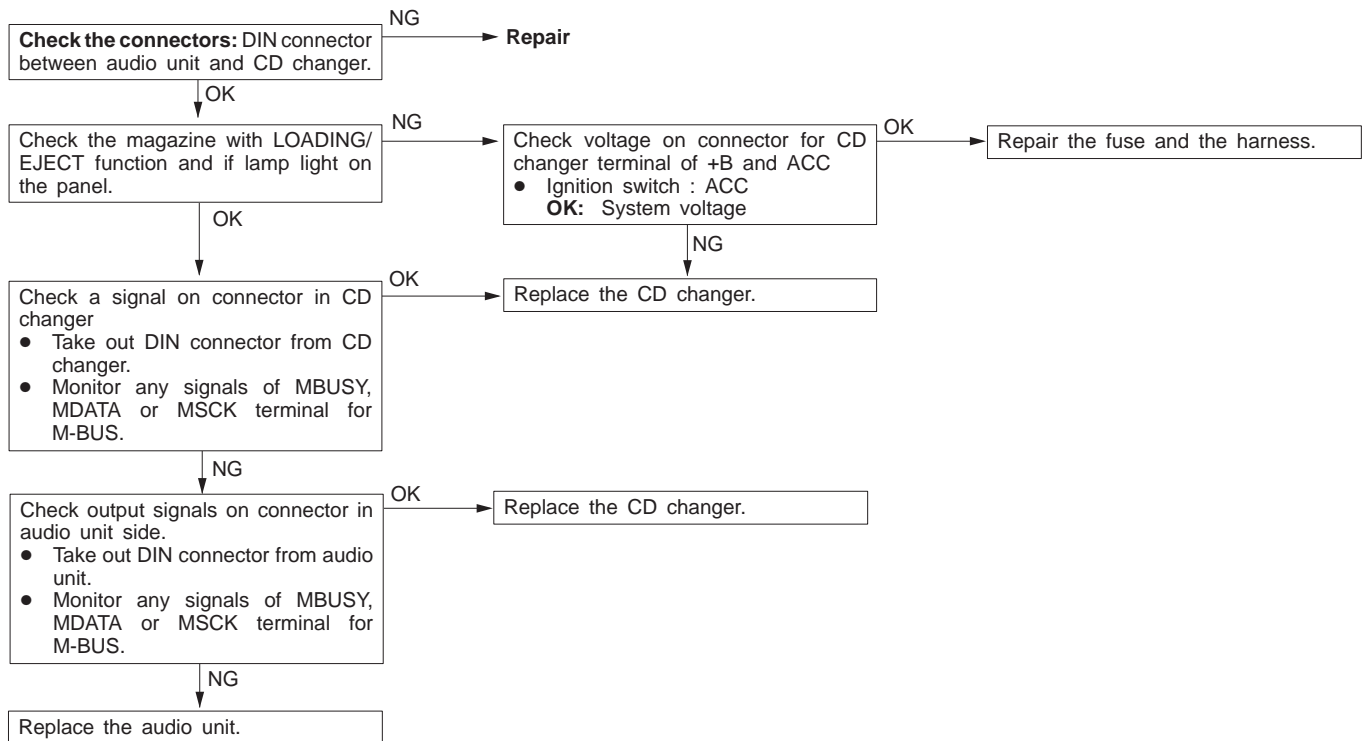 NG
Check the connectors: DIN connector
between audio unit and CD changer.
Repair
OK
Check the magazine with LOADING/
EJECT function and if lamp light on
the panel.
NG
Check voltage on connector for CD
changer terminal of +B and ACC
● Ignition switch : ACC
OK: System voltage
OK
Repair the fuse and the harness.
OK
NG
Check a signal on connector in CD
changer
● Take out DIN connector from CD
changer.
● Monitor any signals of MBUSY,
MDATA or MSCK terminal for
M-BUS.
OK
Replace the CD changer.
NG
Check output signals on connector in
audio unit side.
● Take out DIN connector from audio
unit.
● Monitor any signals of MBUSY,
MDATA or MSCK terminal for
M-BUS.
OK
Replace the CD changer.
NG
Replace the audio unit.